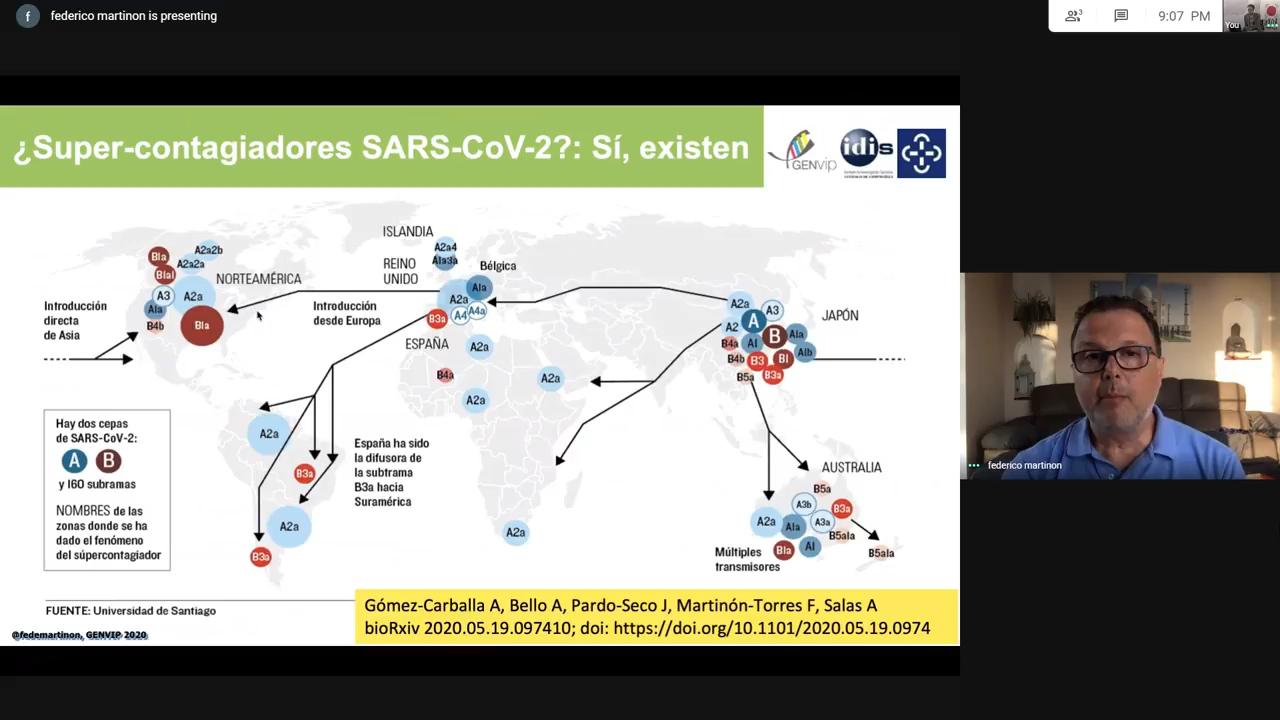 f federico martinon is presenting
3
9:07 PM
You
¿Super-contagiadores SARS-CoV-2?: Sí, existen
GENVip
idis
ISLANDIA
A2a4
A1a3a
REINO
UNIDO
Bélgica
A1a
A2a
A4
A4a
B3a
ESPAÑA
A2a
B4a
A2a
A2a
A2a
B1a
A2a2b
A2a2a
B1a1
NORTEAMÉRICA
A3
A2a
A1a
B4b
B1a
Introducción
directa
de Asia
Introducción
desde Europa
A2a
A3
JAPÓN
A2
A
B
A1a
B4a
A1
A1b
B4b
B3
B1
B5a
B3a
A2a
B3a
A2a
B3a
España ha sido
la difusora de
la subtrama
B3a hacia
Suramérica
AUSTRALIA
B5a
A3b
B3a
A2a
A1a
A3a
B5a1a
B1a
A1
B5a1a
Múltiples
transmisores
Hay dos cepas
de SARS-CoV-2:
A B
y 160 subramas
NOMBRES de las
zonas donde se ha
dado el fenómeno
del súpercontagiador
FUENTE: Universidad de Santiago
@fedemartinon, GENVIP 2020
Gómez-Carballa A, Bello A, Pardo-Seco J, Martinón-Torres F, Salas A
bioRxiv 2020.05.19.097410; doi: https://doi.org/10.1101/2020.05.19.0974
federico martinon